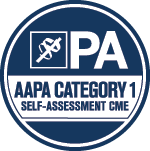 PA
AAPA CATEGORY 1
SELF-ASSESSMENT CME